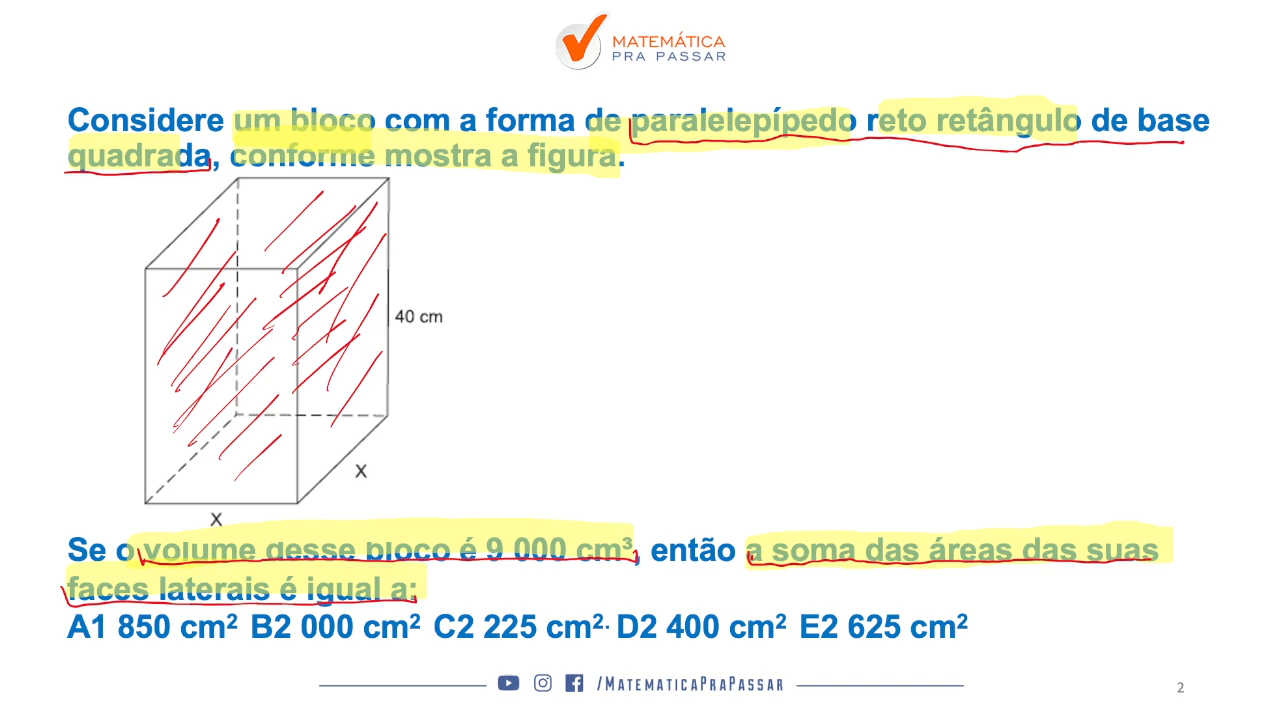 MATEMÁTICA
PRA PASSAR
Considere um bloco com a forma de paralelepípedo reto retângulo de base
quadrada, conforme mostra a figura.
40 cm
X
X
Se o volume desse bloco é 9 000 cm³, então a soma das áreas das suas
faces laterais é igual a:
A1 850 cm² B2 000 cm² C2 225 cm²· D2 400 cm² E2 625 cm²
/MATEMATICAPRAPASSAR
2